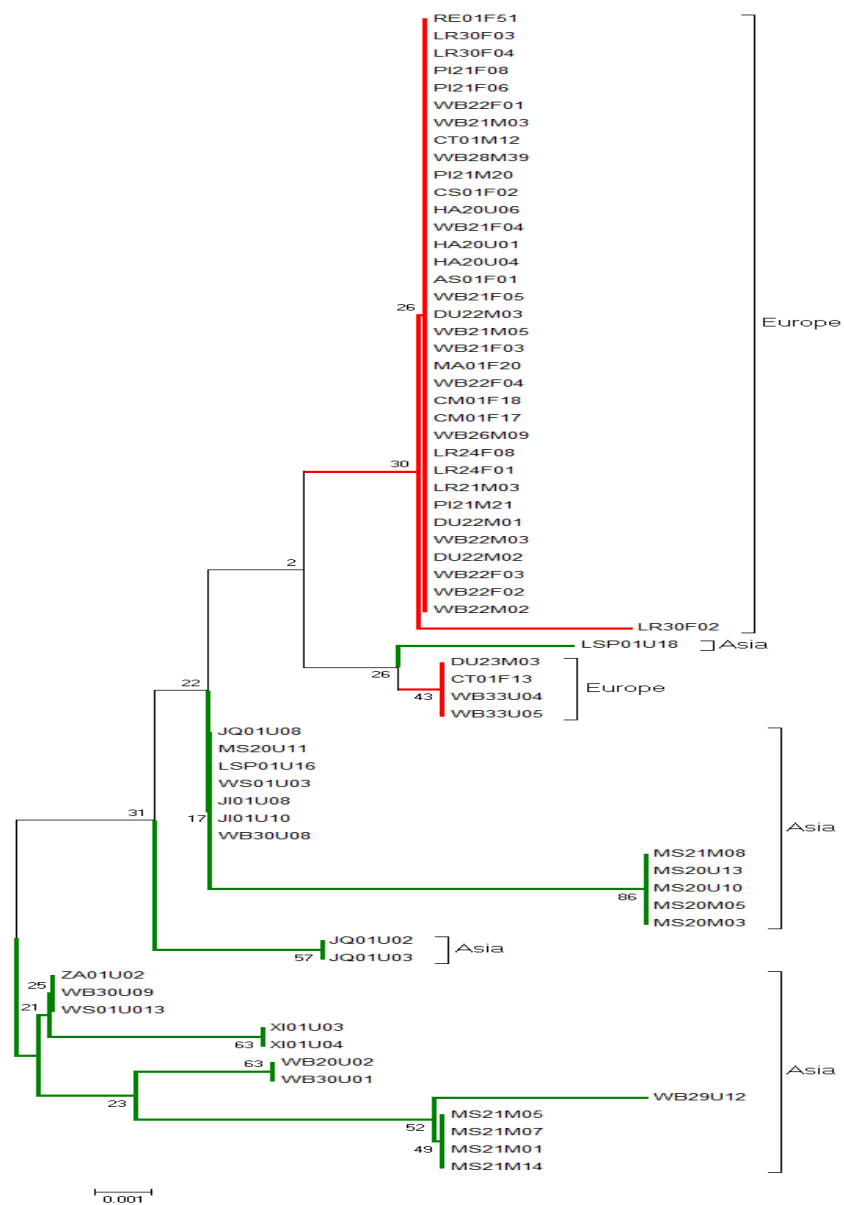 RE01F51
LR30F03
LR30F04
PI21F08
PI21F06
WB22F01
WB21M03
CT01M12
WB28M39
PI21M20
CS01F02
HA20U06
WB21F04
HA20U01
HA20U04
AS01F01
WB21F05
26
DU22M03
Europe
WB21M05
WB21F03
MA01F20
WB22F04
CM01F18
CM01F17
WB26M09
LR24F08
30
LR24F01
LR21M03
PI21M21
DU22M01
WB22M03
DU22M02
2
WB22F03
WB22F02
WB22M02
LR30F02
LSP01U18
Asia
DU23M03
26
CT01F13
22
Europe
43
WB33U04
WB33U05
JQ01U08
MS20U11
LSP01U16
WS01U03
JI01U08
31
17
JI01U10
Asia
WB30U08
MS21M08
MS20U13
MS20U10
86
MS20M05
MS20M03
JQ01U02
Asia
57
JQ01U03
ZA01U02
25
WB30U09
21
WS01U013
XI01U03
63
XI01U04
63
WB20U02
Asia
WB30U01
23
WB29U12
MS21M05
52
MS21M07
49
MS21M01
MS21M14
0.001